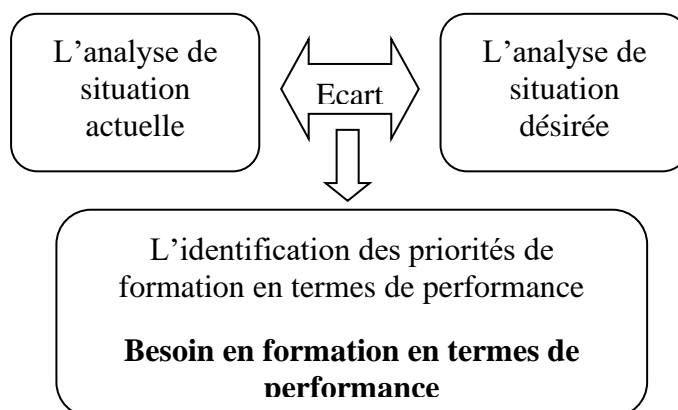 L’analyse de
situation
actuelle
Ecart
L’analyse de
situation
désirée
L’identification des priorités de
formation en termes de performance
Besoin en formation en termes de
performance